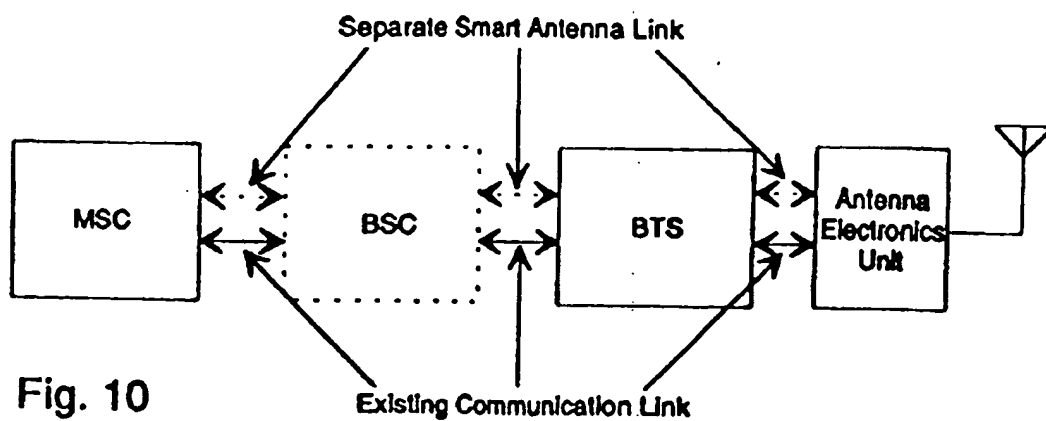 Separate Smart Antenna Link
MSC
BSC
BTS
Antenna
Electronics
Unit
Fig. 10
Existing Communication Link